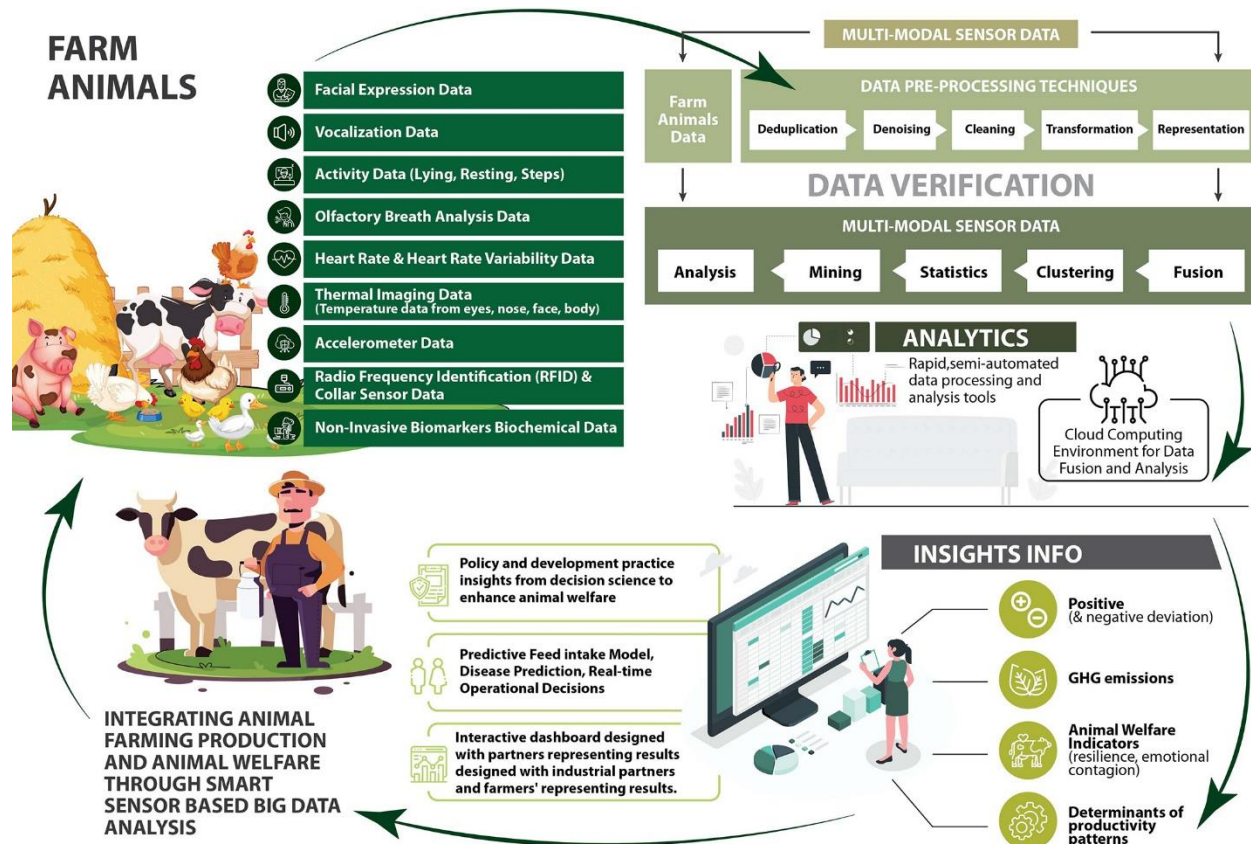 FARM
ANIMALS
Facial Expression Data
Vocalization Data
Activity Data (Lying, Resting, Steps)
Olfactory Breath Analysis Data
Heart Rate & Heart Rate Variability Data
Thermal Imaging Data
(Temperature data from eyes, nose, face, body)
Accelerometer Data
Radio Frequency Identification (RFID) &
Collar Sensor Data
Non-Invasive Biomarkers Biochemical Data
MULTI-MODAL SENSOR DATA
Farm
Animals
Data
DATA PRE-PROCESSING TECHNIQUES
Deduplication
Denoising
Cleaning
Transformation
Representation
DATA VERIFICATION
MULTI-MODAL SENSOR DATA
Analysis
Mining
Statistics
Clustering
Fusion
ANALYTICS
Rapid,semi-automated
data processing and
analysis tools
Cloud Computing
Environment for Data
Fusion and Analysis
INSIGHTS INFO
Positive
(& negative deviation)
GHG emissions
Animal Welfare
Indicators
(resilience, emotional
contagion)
Determinants of
productivity
patterns
Policy and development practice
insights from decision science to
enhance animal welfare
Predictive Feed intake Model,
Disease Prediction, Real-time
Operational Decisions
Interactive dashboard designed
with partners representing results
designed with industrial partners
and farmers' representing results.
INTEGRATING ANIMAL
FARMING PRODUCTION
AND ANIMAL WELFARE
THROUGH SMART
SENSOR BASED BIG DATA
ANALYSIS